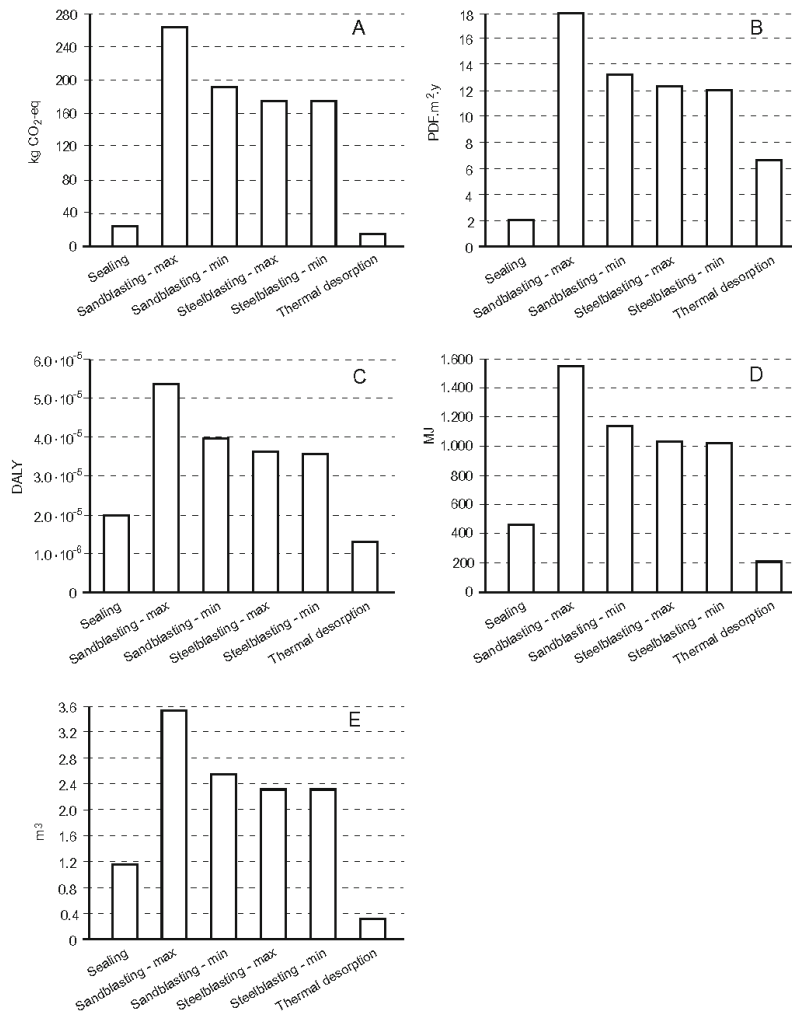 A
kg CO₂-eq
280
240
200
160
120
80
40
0
Sealing
Sandblasting - max
Sandblasting - min
Steelblasting - max
Steelblasting - min
Thermal desorption
B
PDF.m².y
18
16
14
12
10
8
6
4
2
0
Sealing
Sandblasting - max
Sandblasting - min
Steelblasting - max
Steelblasting - min
Thermal desorption
C
DALY
6.0·10⁻⁵
5.0·10⁻⁵
4.0·10⁻⁵
3.0·10⁻⁵
2.0·10⁻⁵
1.0·10⁻⁶
0
Sealing
Sandblasting - max
Sandblasting - min
Steelblasting - max
Steelblasting - min
Thermal desorption
D
MJ
1.600
1.400
1.200
1.000
800
600
400
200
0
Sealing
Sandblasting - max
Sandblasting - min
Steelblasting - max
Steelblasting - min
Thermal desorption
E
m³
3.6
3.2
2.8
2.4
2.0
1.6
1.2
0.8
0.4
0
Sealing
Sandblasting - max
Sandblasting - min
Steelblasting - max
Steelblasting - min
Thermal desorption